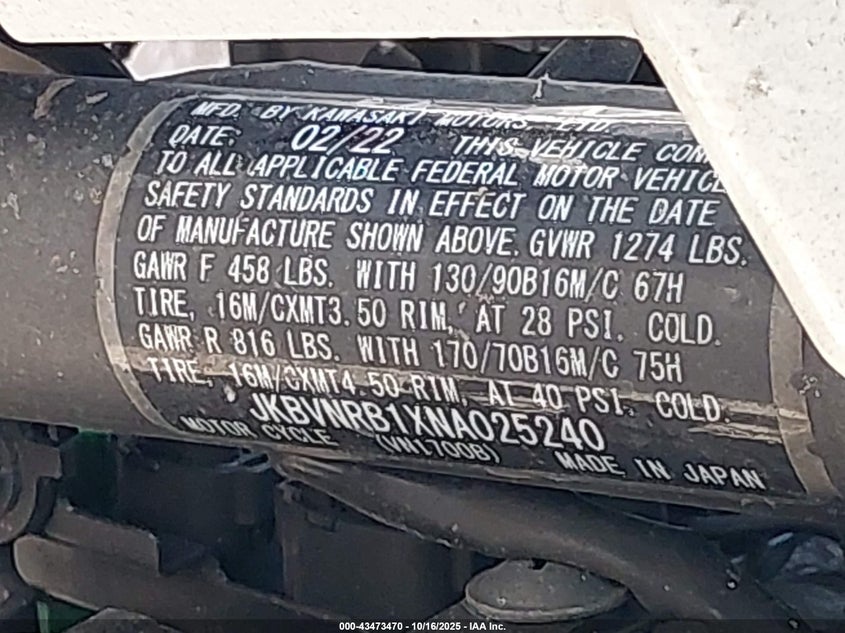 MFD. BY KAWASAKI MOTORS, LTD.
DATE: 02/22 THIS VEHICLE
TO ALL APPLICABLE FEDERAL MOTOR
SAFETY STANDARDS IN EFFECT ON THE DATE
OF MANUFACTURE SHOWN ABOVE. GVWR 1274 LBS.
GAWR F 458 LBS. WITH 130/90B16M/C 67H
TIRE, 16M/CXMT3.50 RIM, AT 28 PSI. COLD.
GAWR R 816 LBS. WITH 170/70B16M/C 75H
TIRE, 16M/CXMT4.50 RIM, AT 40 PSI. COLD.
JKBVNRB1XNA025240
MOTOR CYCLE (VN1700B) MADE IN JAPAN
000-43473470 - 10/16/2025 - IAA Inc.